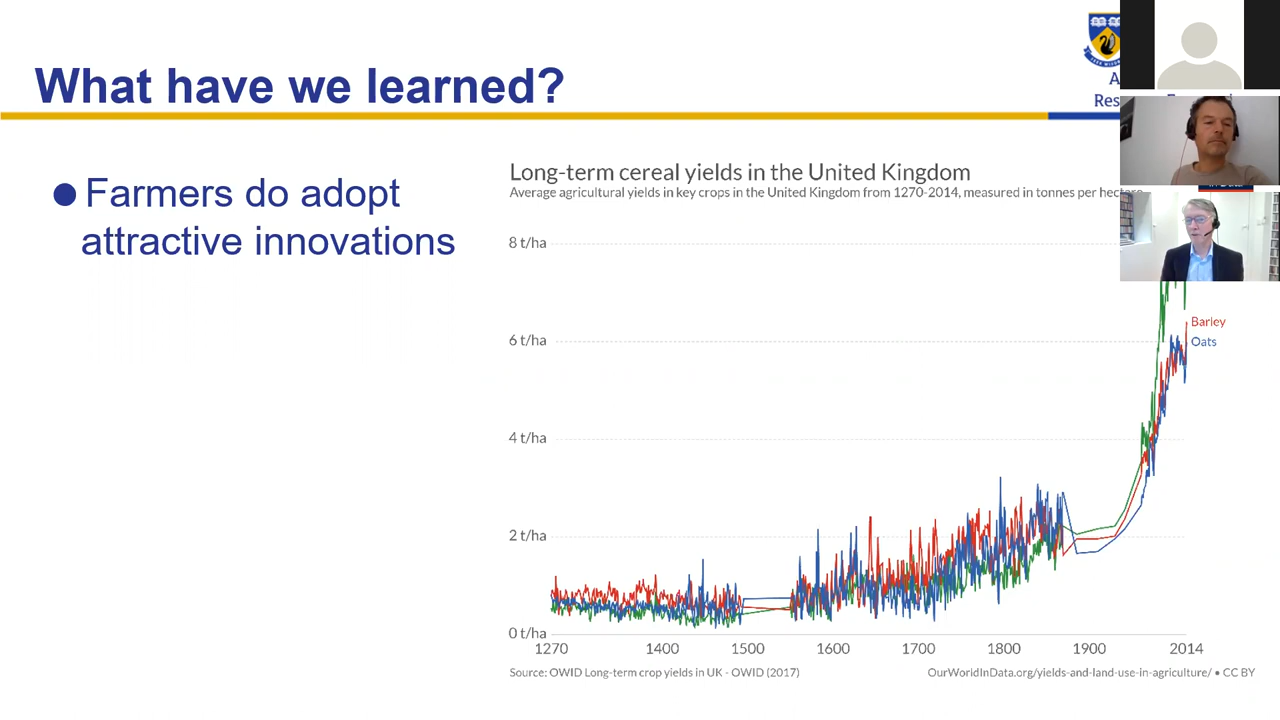 What have we learned?
Farmers do adopt
attractive innovations
Long-term cereal yields in the United Kingdom
Average agricultural yields in key crops in the United Kingdom from 1270-2014, measured in tonnes per hectare
8 t/ha
6 t/ha
4 t/ha
2 t/ha
0 t/ha
Barley
Oats
1270 1400 1500 1600 1700 1800 1900 2014
Source: OWID Long-term crop yields in UK - OWID (2017)
OurWorldInData.org/yields-and-land-use-in-agriculture/ • CC BY